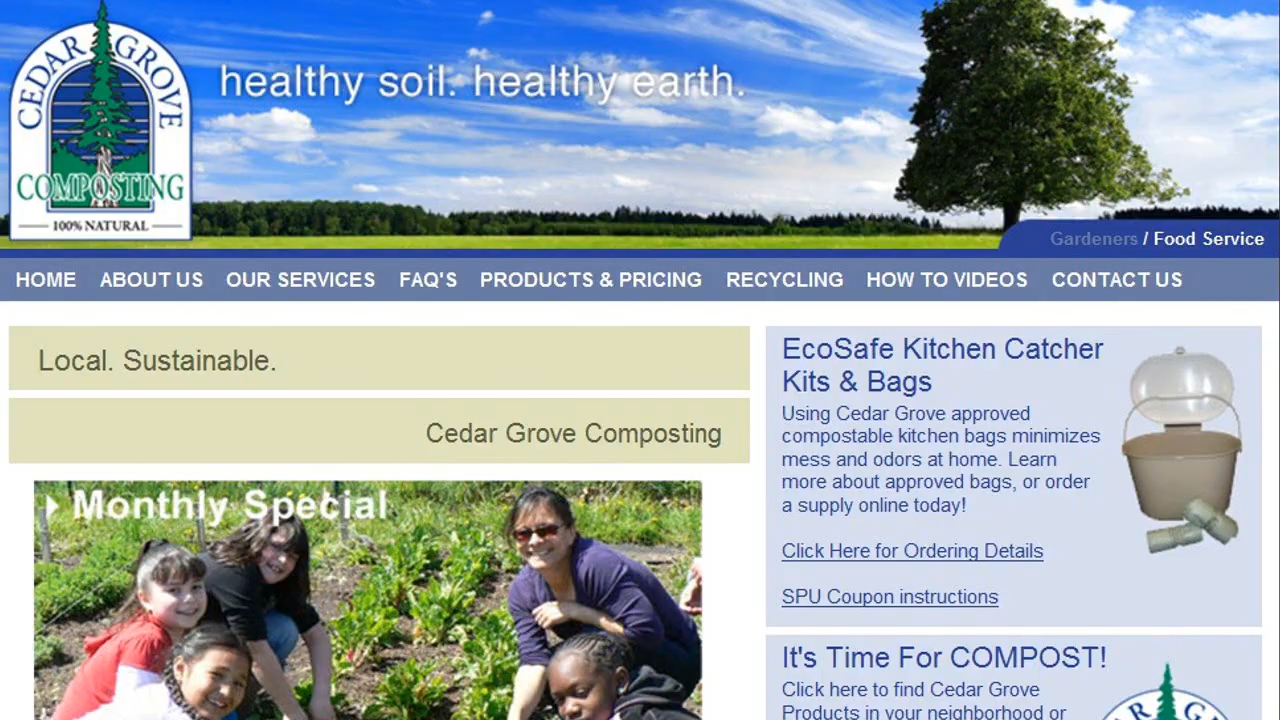 CEDAR GROVE
COMPOSTING
100% NATURAL
healthy soil. healthy earth.
Gardeners / Food Service
HOME ABOUT US OUR SERVICES FAQ'S PRODUCTS & PRICING RECYCLING HOW TO VIDEOS CONTACT US
Local. Sustainable.
Cedar Grove Composting
Monthly Special
EcoSafe Kitchen Catcher
Kits & Bags
Using Cedar Grove approved
compostable kitchen bags minimizes
mess and odors at home. Learn
more about approved bags, or order
a supply online today!
Click Here for Ordering Details
SPU Coupon instructions
It's Time For COMPOST!
Click here to find Cedar Grove
Products in your neighborhood or